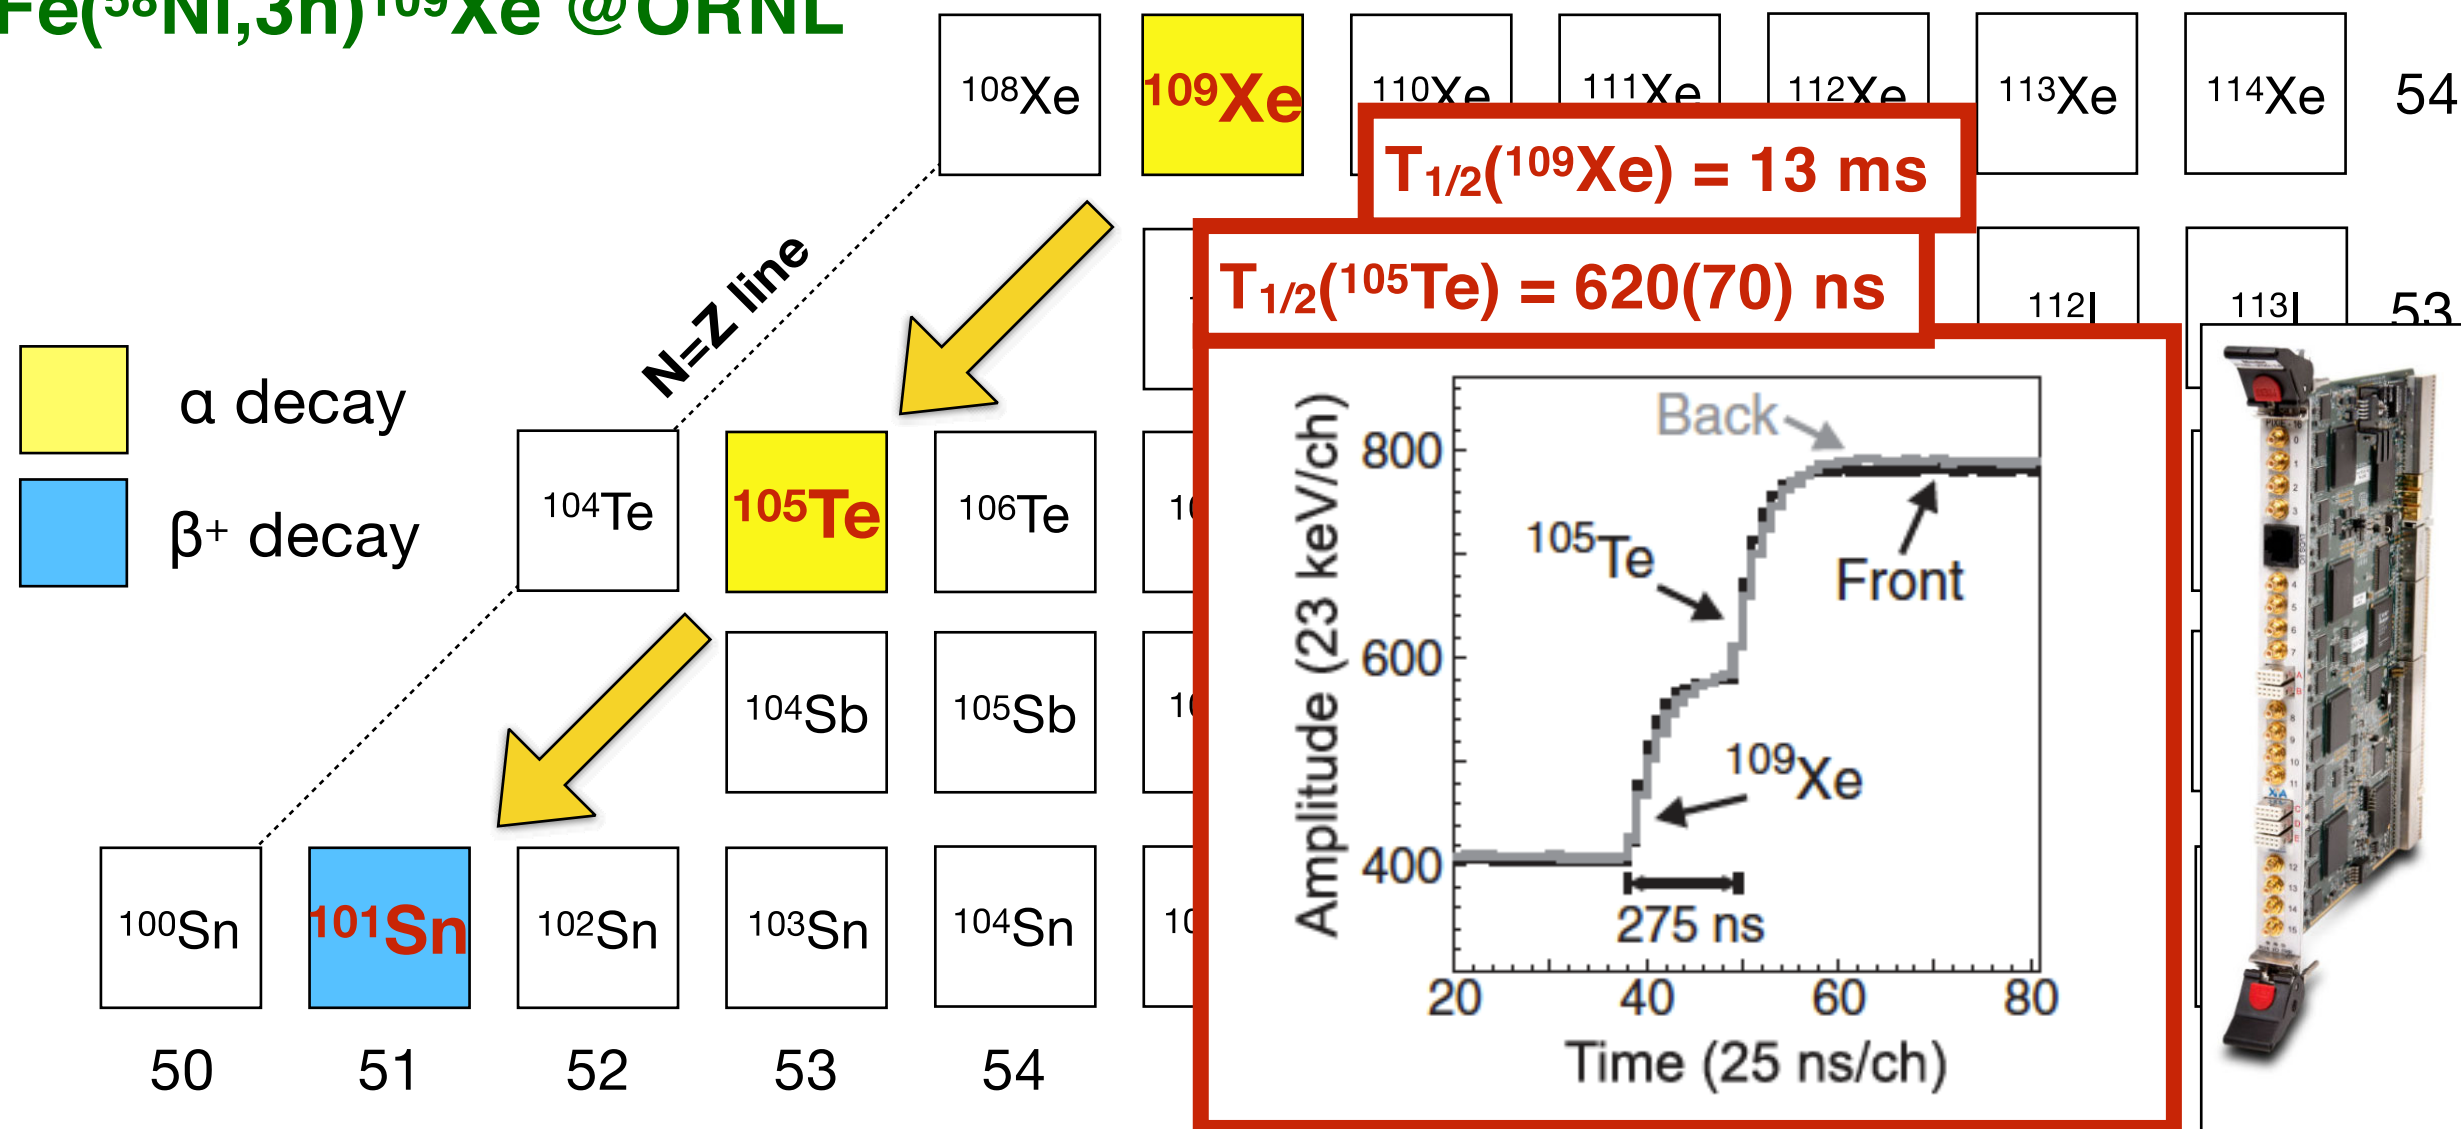 Fe(⁵⁸Ni,3n)¹⁰⁹Xe @ORNL
¹⁰⁸Xe ¹⁰⁹Xe ¹¹⁰Xe ¹¹¹Xe ¹¹²Xe ¹¹³Xe ¹¹⁴Xe 54
T₁/₂(¹⁰⁹Xe) = 13 ms
N=Z line
T₁/₂(¹⁰⁵Te) = 620(70) ns
¹¹²I ¹¹³I 53
α decay
β⁺ decay
¹⁰⁴Te ¹⁰⁵Te ¹⁰⁶Te
¹⁰⁴Sb ¹⁰⁵Sb
¹⁰⁰Sn ¹⁰¹Sn ¹⁰²Sn ¹⁰³Sn ¹⁰⁴Sn
50 51 52 53 54
Amplitude (23 keV/ch)
800
600
400
Back
Front
¹⁰⁵Te
¹⁰⁹Xe
275 ns
20 40 60 80
Time (25 ns/ch)